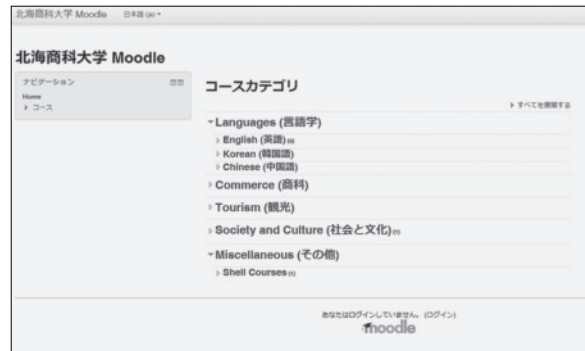 北海商科大学 Moodle 日本語 (ja)
北海商科大学 Moodle
ナビゲーション
Home
コース
コースカテゴリ
すべてを展開する
Languages (言語学)
English (英語)
Korean (韓国語)
Chinese (中国語)
Commerce (商科)
Tourism (観光)
Society and Culture (社会と文化) (1)
Miscellaneous (その他)
Shell Courses (1)
あなたはログインしていません。 (ログイン)
moodle